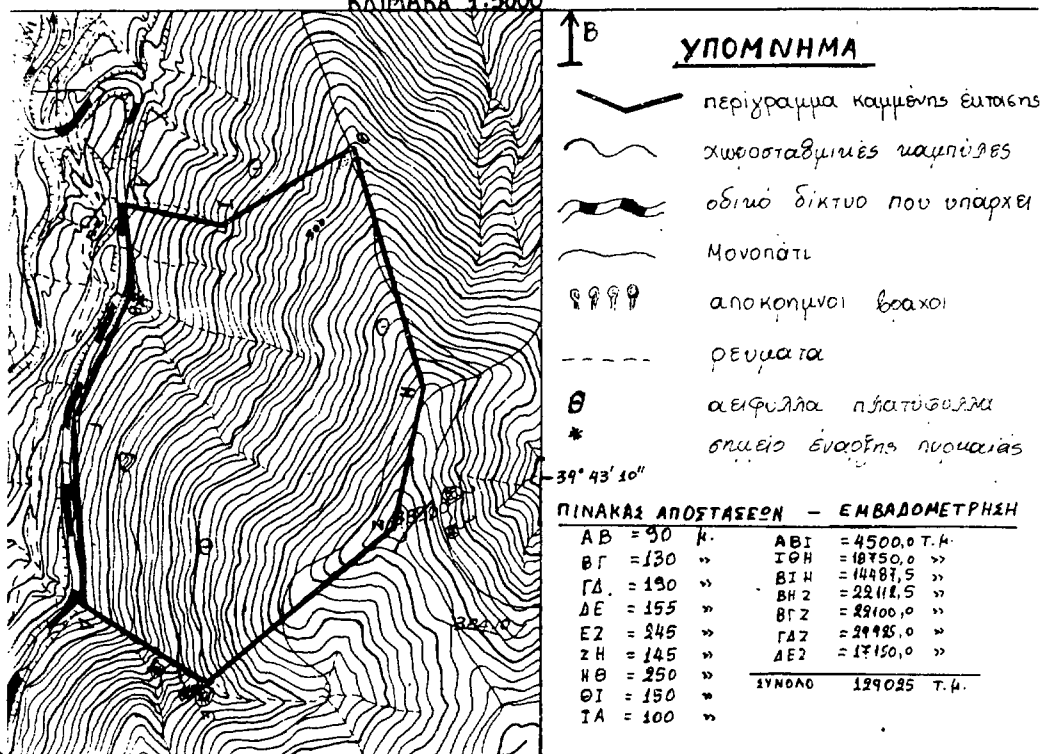 ΚΛΙΜΑΚΑ 1:5000
Β
ΥΠΟΜΝΗΜΑ
περίγραμμα καμμένης έκτασης
χωροσταθμικές καμπύλες
οδικό δίκτυο που υπάρχει
Μονοπάτι
αποκρημνοι βραχοι
ρευματα
αειφυλλα πλατύφυλλα
σημείο έναρξης πυρκαιάς
39° 43' 10"
ΠΙΝΑΚΑΣ ΑΠΟΣΤΑΣΕΩΝ – ΕΜΒΑΔΟΜΕΤΡΗΣΗ
ΑΒ = 90 μ. ΑΒΙ = 4500,0 Τ.μ.
ΒΓ = 130 » ΙΘΗ = 18750,0 »
ΓΔ. = 190 » ΒΙΗ = 14487,5 »
ΔΕ = 155 » ΒΗΖ = 22112,5 »
ΕΖ = 245 » ΒΓΖ = 22100,0 »
ΖΗ = 145 » ΓΔΖ = 29925,0 »
ΗΘ = 250 » ΔΕΖ = 17150,0 »
ΘΙ = 150 » ΣΥΝΟΛΟ 129025 Τ.μ.
ΙΑ = 100 »